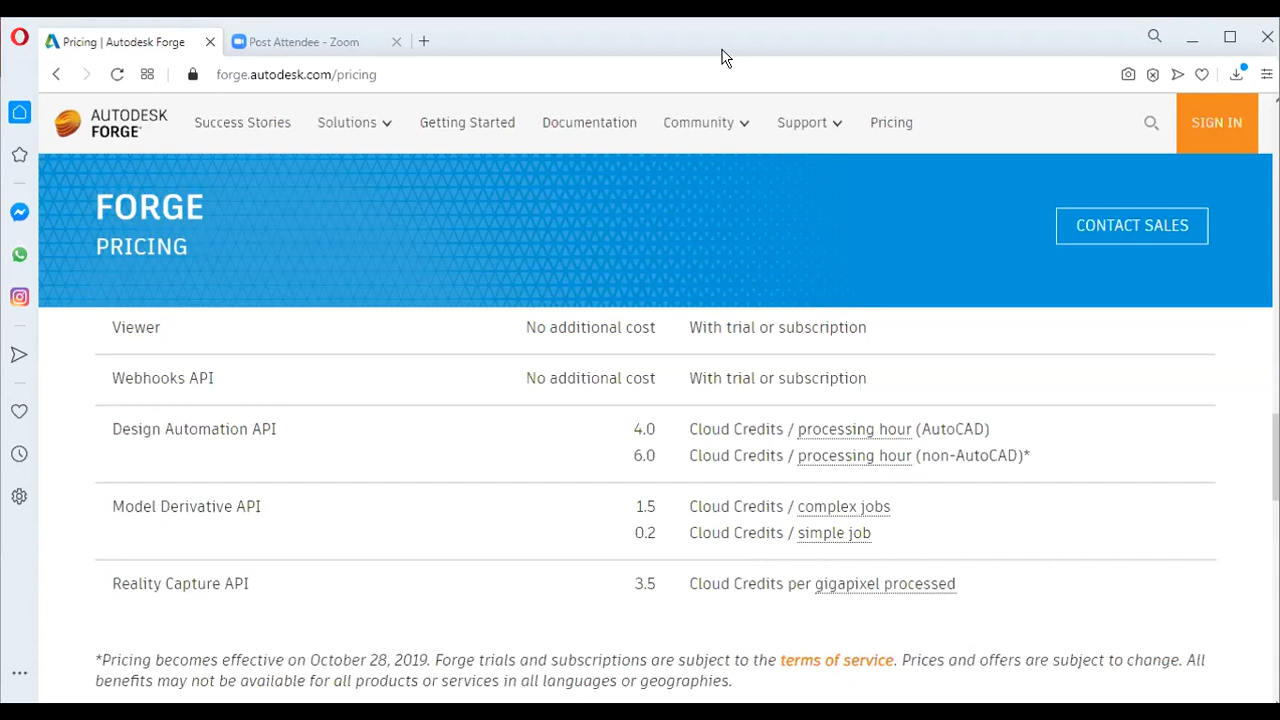 Pricing | Autodesk Forge
Post Attendee - Zoom
forge.autodesk.com/pricing
AUTODESK FORGE
Success Stories
Solutions
Getting Started
Documentation
Community
Support
Pricing
SIGN IN
FORGE
PRICING
CONTACT SALES
Viewer No additional cost With trial or subscription
Webhooks API No additional cost With trial or subscription
Design Automation API 4.0 Cloud Credits / processing hour (AutoCAD)
6.0 Cloud Credits / processing hour (non-AutoCAD)*
Model Derivative API 1.5 Cloud Credits / complex jobs
0.2 Cloud Credits / simple job
Reality Capture API 3.5 Cloud Credits per gigapixel processed
*Pricing becomes effective on October 28, 2019. Forge trials and subscriptions are subject to the terms of service. Prices and offers are subject to change. All
benefits may not be available for all products or services in all languages or geographies.